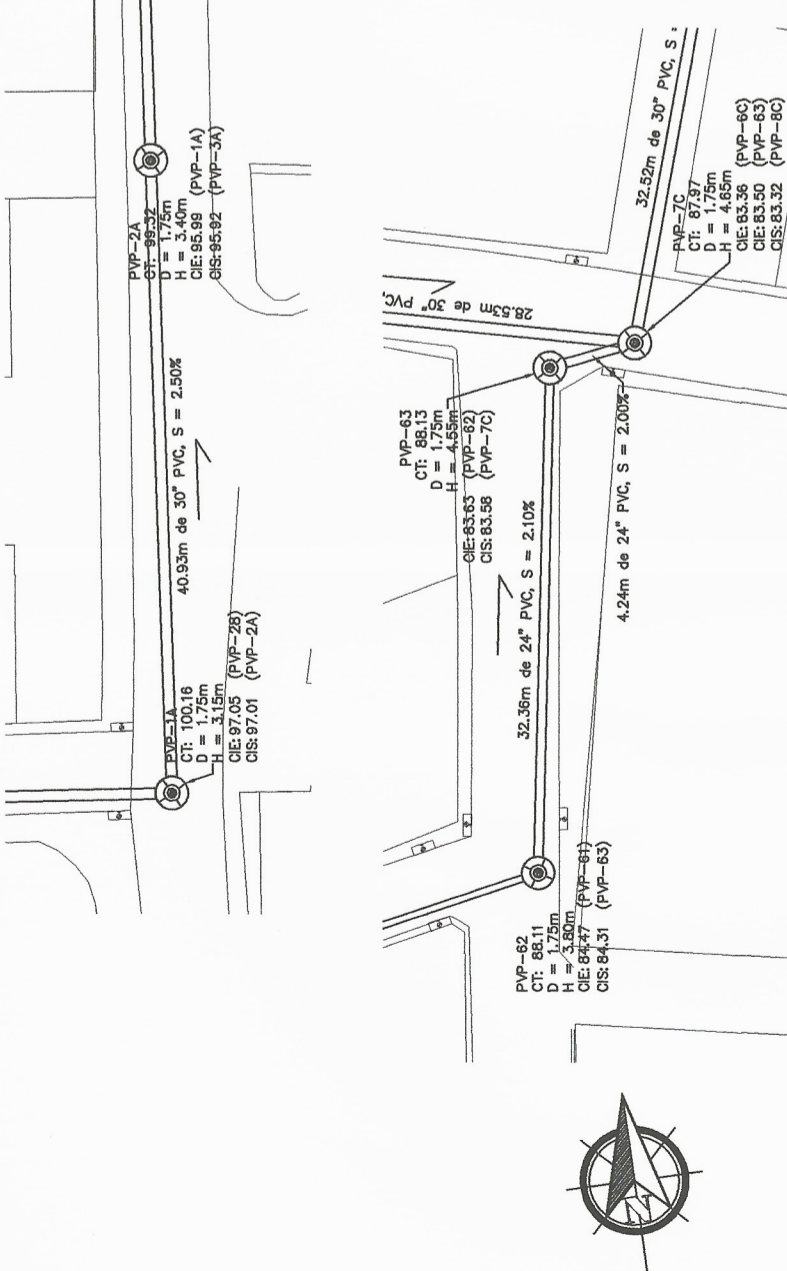 PVP-2A
CT: 99.32
D = 1.75m
H = 3.40m
CIE: 95.99 (PVP-1A)
CIS: 95.92 (PVP-3A)
40.93m de 30" PVC, S = 2.50%
PVP-1A
CT: 100.16
D = 1.75m
H = 3.15m
CIE: 97.05 (PVP-28)
CIS: 97.01 (PVP-2A)
32.52m de 30" PVC, S
PVP-7C
CT: 87.97
D = 1.75m
H = 4.65m
CIE: 83.36 (PVP-6C)
CIE: 83.50 (PVP-63)
CIS: 83.32 (PVP-8C)
28.53m de 30" PVC,
PVP-63
CT: 88.13
D = 1.75m
H = 4.55m
CIE: 83.63 (PVP-62)
CIS: 83.58 (PVP-7C)
32.36m de 24" PVC, S = 2.10%
4.24m de 24" PVC, S = 2.00%
PVP-62
CT: 88.11
D = 1.75m
H = 3.80m
CIE: 84.47 (PVP-61)
CIS: 84.31 (PVP-63)
N